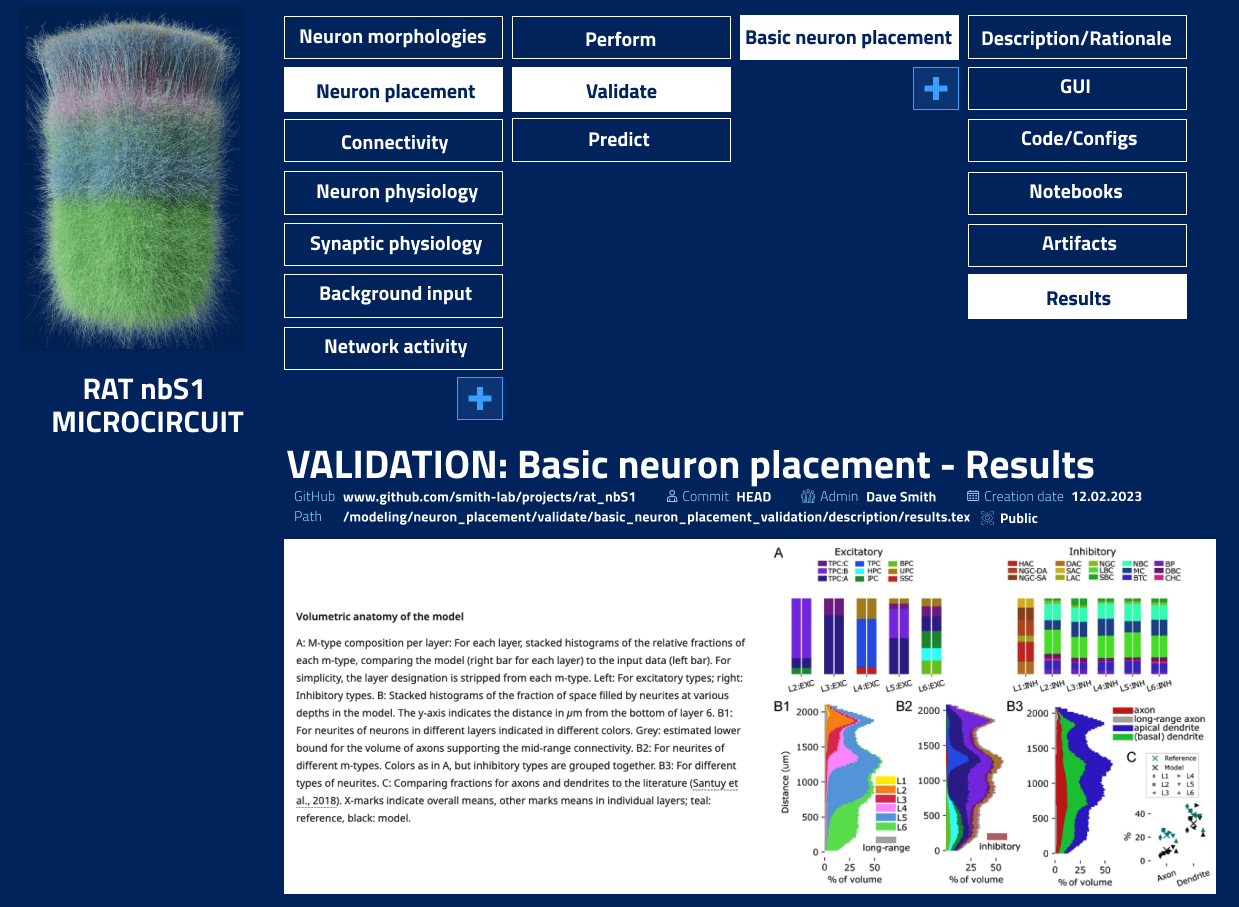 Neuron morphologies
Perform
Basic neuron placement
Description/Rationale
Neuron placement
Validate
GUI
Connectivity
Predict
Code/Configs
Neuron physiology
Notebooks
Synaptic physiology
Artifacts
Background input
Results
Network activity
RAT nbS1
MICROCIRCUIT
VALIDATION: Basic neuron placement - Results
GitHub www.github.com/smith-lab/projects/rat_nbS1 Commit HEAD Admin Dave Smith Creation date 12.02.2023
Path /modeling/neuron_placement/validate/basic_neuron_placement_validation/description/results.tex Public
Volumetric anatomy of the model
A: M-type composition per layer: For each layer, stacked histograms of the relative fractions of
each m-type, comparing the model (right bar for each layer) to the input data (left bar). For
simplicity, the layer designation is stripped from each m-type. Left: For excitatory types; right:
Inhibitory types. B: Stacked histograms of the fraction of space filled by neurites at various
depths in the model. The y-axis indicates the distance in μm from the bottom of layer 6. B1:
For neurites of neurons in different layers indicated in different colors. Grey: estimated lower
bound for the volume of axons supporting the mid-range connectivity. B2: For neurites of
different m-types. Colors as in A, but inhibitory types are grouped together. B3: For different
types of neurites. C: Comparing fractions for axons and dendrites to the literature (Santuy et
al., 2018). X-marks indicate overall means, other marks means in individual layers; teal:
reference, black: model.
A
Excitatory
TPC:C TPC BPC
TPC:B HPC UPC
TPC:A IPC SSC
Inhibitory
HAC DAC NGC NBC BP
NGC-DA SAC LBC MC DBC
NGC-SA LAC SBC BTC CHC
L2:EXC L3:EXC L4:EXC L5:EXC L6:EXC
L1:INH L2:INH L3:INH L4:INH L5:INH L6:INH
B1
2000
1500
1000
500
0
Distance (um)
L1
L2
L3
L4
L5
L6
long-range
0 25 50
% of volume
B2
2000
1500
1000
500
0
inhibitory
25 50
% of volume
B3
2000
1500
1000
500
0
axon
long-range axon
apical dendrite
(basal) dendrite
0 25 50
% of volume
C
Reference
Model
L1 L4
L2 L5
L3 L6
40
20
0
%
Axon Dendrite